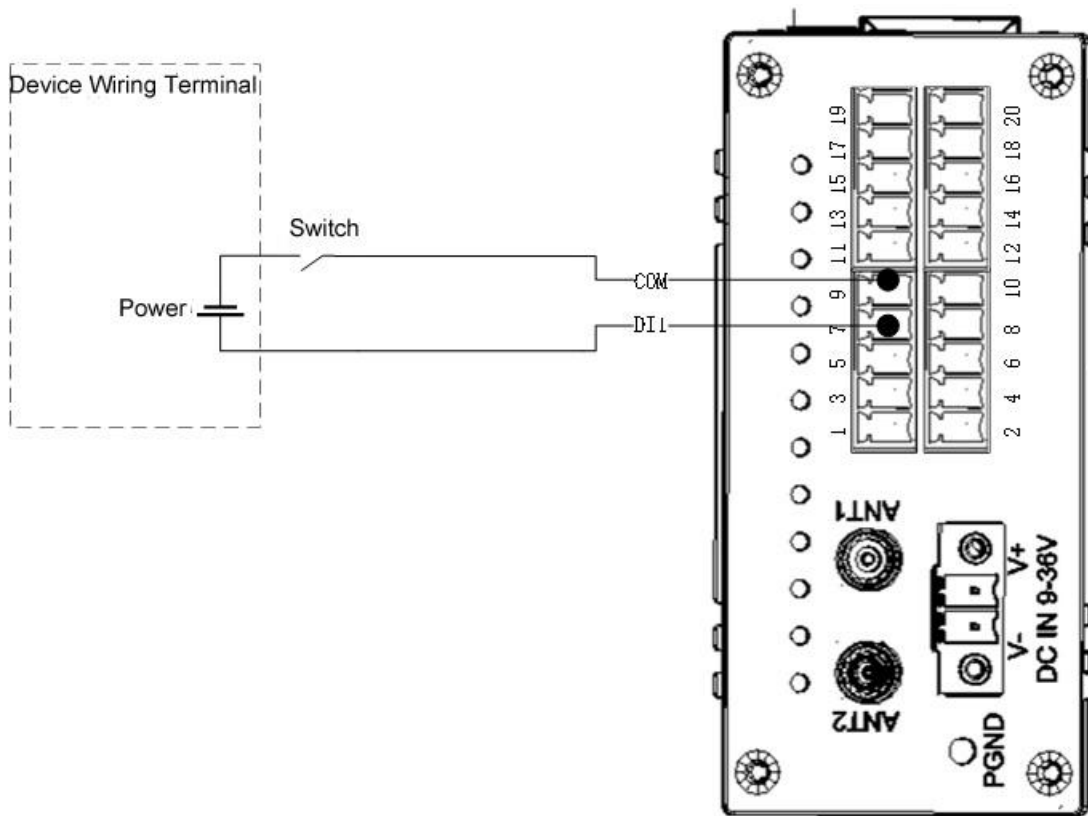 Device Wiring Terminal
Switch
Power
COM
DI1
19
17
15
13
11
9
7
5
3
1
20
18
16
14
12
10
8
6
4
2
ANT1
ANT2
V+
V-
DC IN 9-36V
PGND